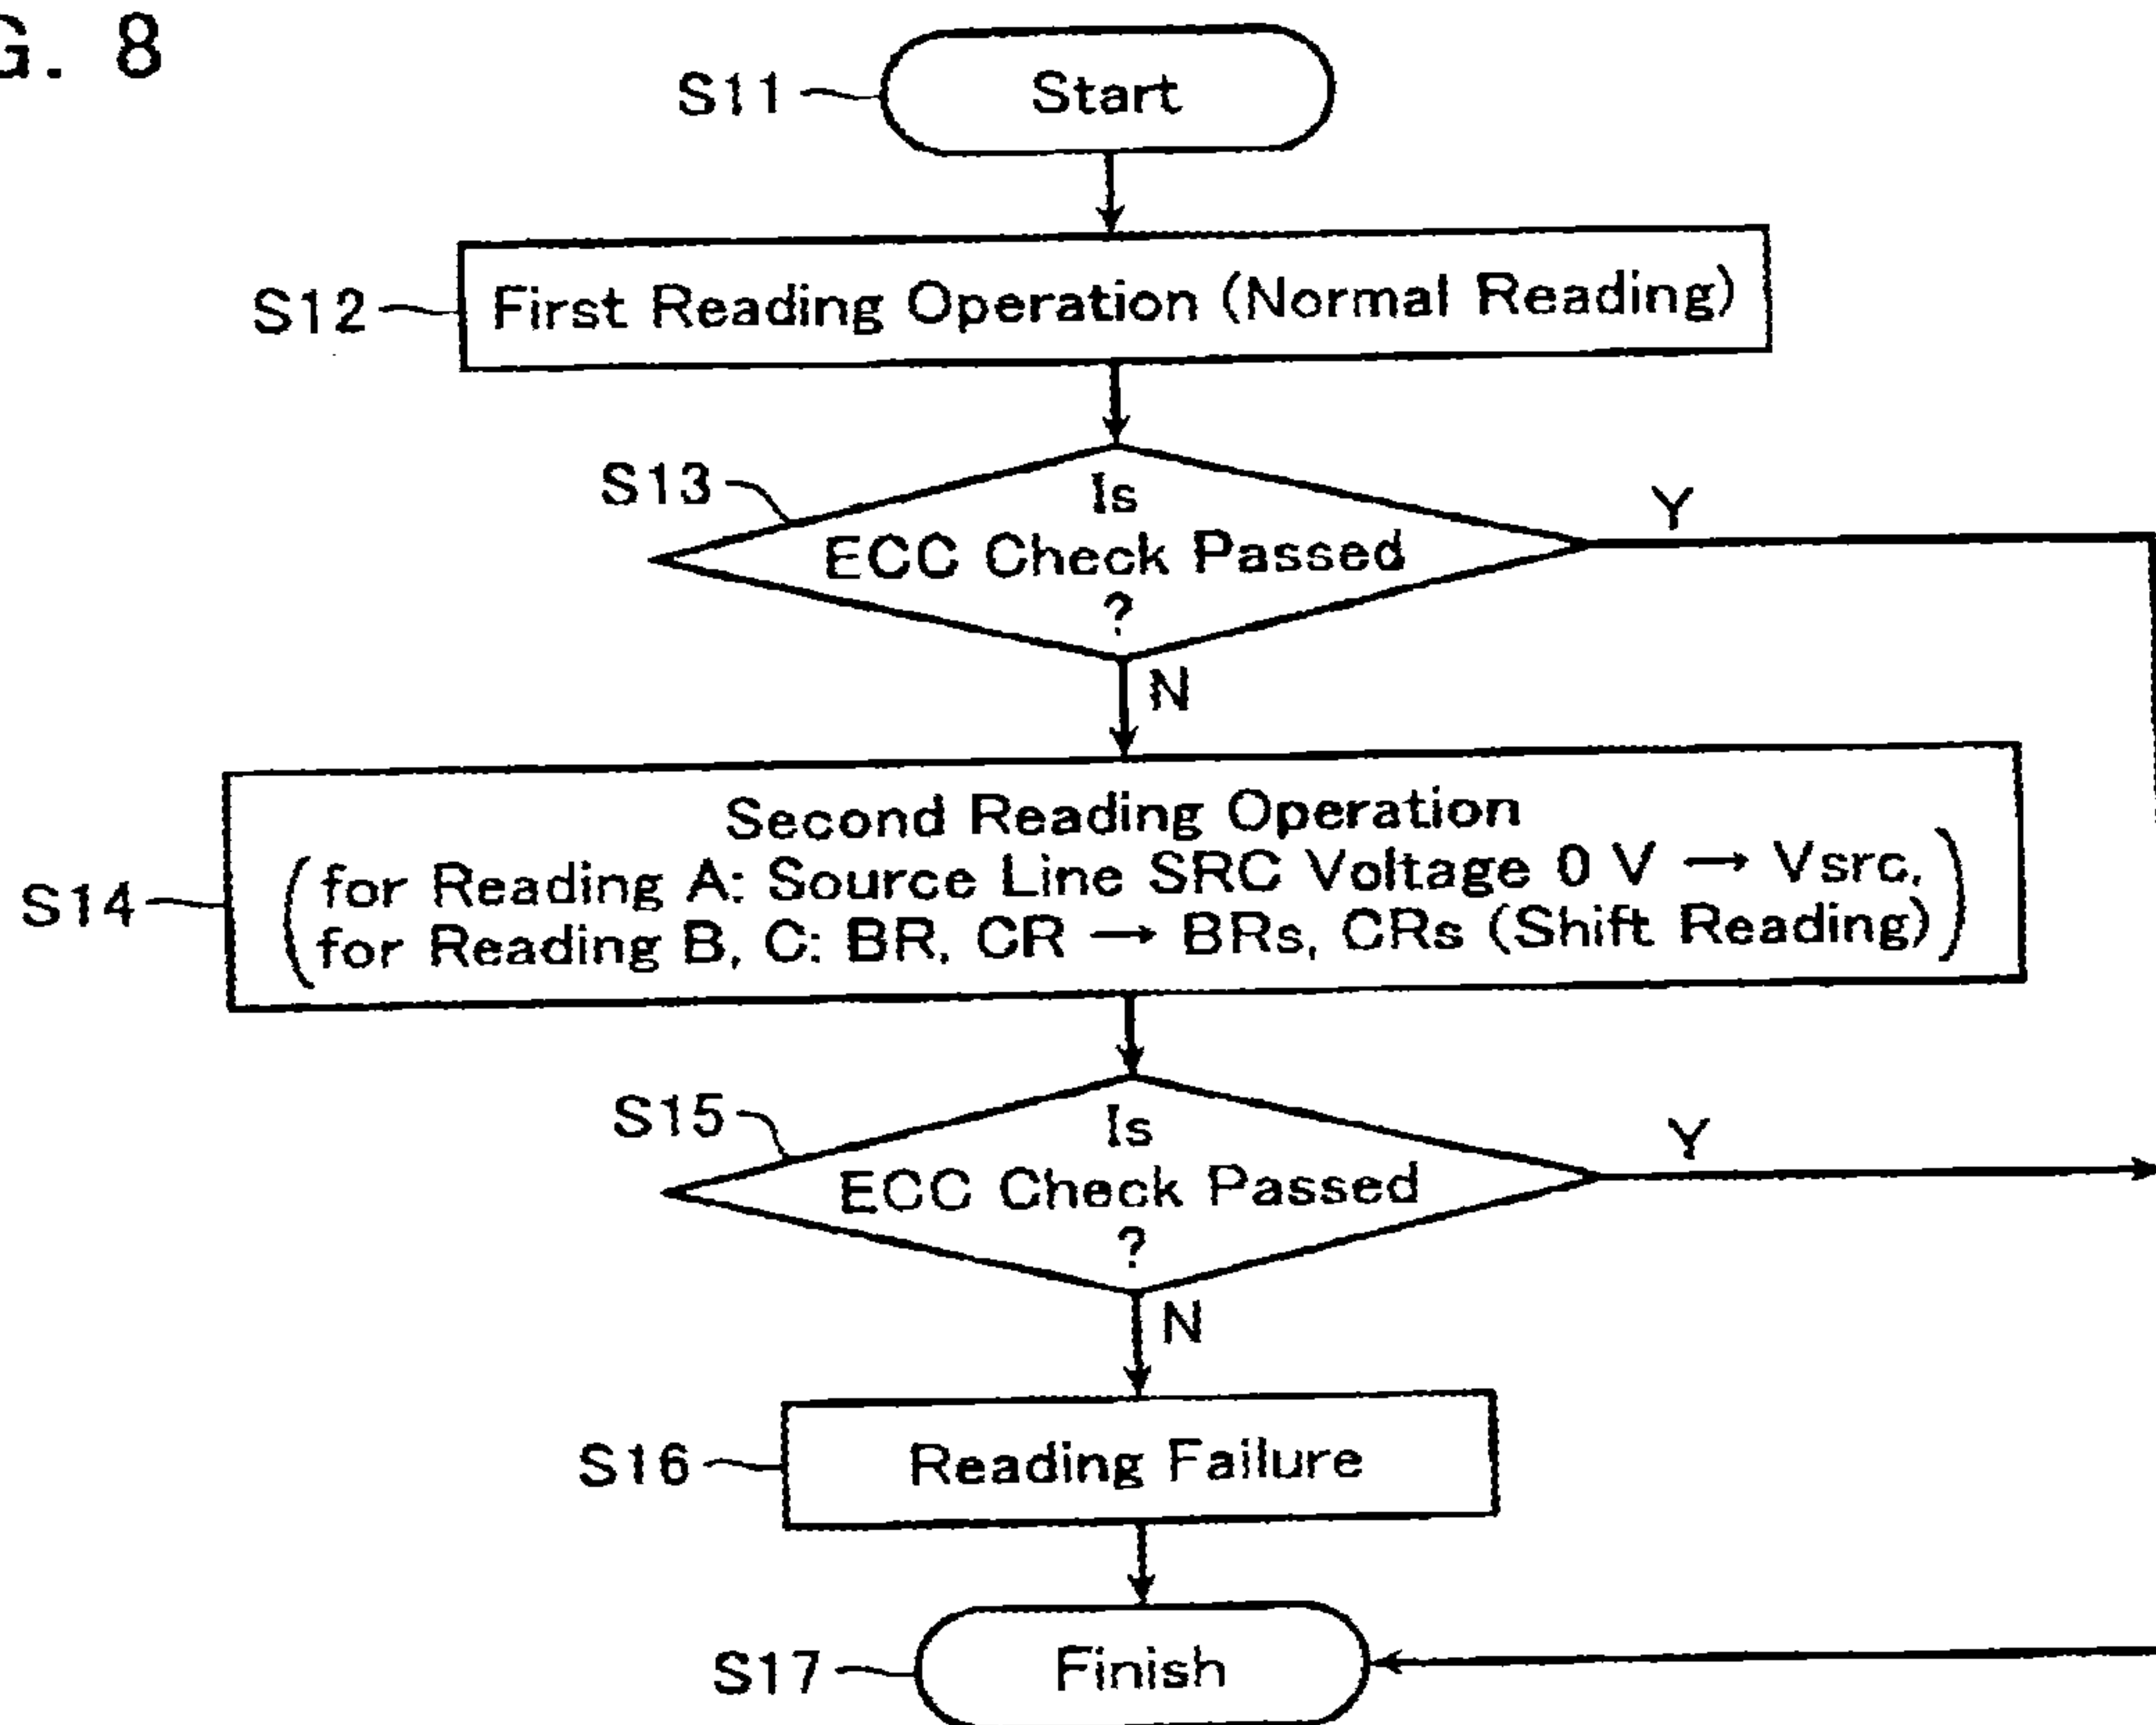 G. 8
S11
Start
S12
First Reading Operation (Normal Reading)
S13
Is
ECC Check Passed
?
Y
N
S14
Second Reading Operation
(for Reading A: Source Line SRC Voltage 0 V → Vsrc,
for Reading B, C: BR, CR → BRs, CRs (Shift Reading))
S15
Is
ECC Check Passed
?
Y
N
S16
Reading Failure
S17
Finish